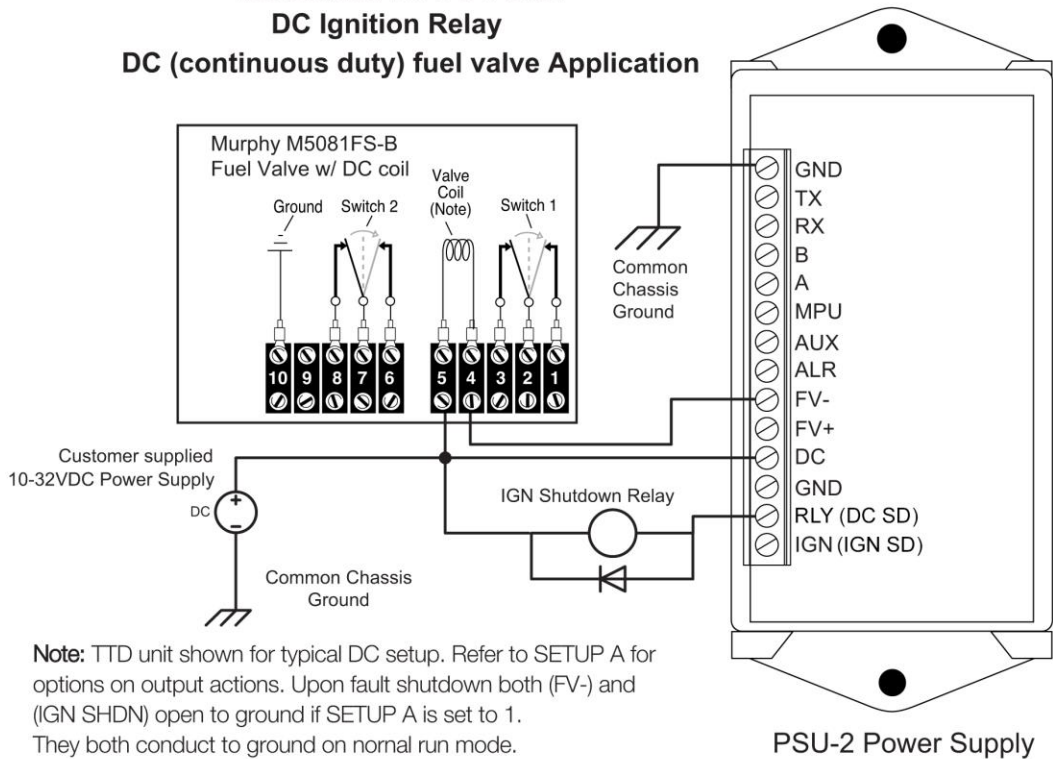 DC Ignition Relay
DC (continuous duty) fuel valve Application
Murphy M5081FS-B
Fuel Valve w/ DC coil
Ground
Switch 2
Valve
Coil
(Note)
Switch 1
10 9 8 7 6 5 4 3 2 1
Common
Chassis
Ground
GND
TX
RX
B
A
MPU
AUX
ALR
FV-
FV+
DC
GND
RLY (DC SD)
IGN (IGN SD)
Customer supplied
10-32VDC Power Supply
DC
+
−
IGN Shutdown Relay
Common Chassis
Ground
Note: TTD unit shown for typical DC setup. Refer to SETUP A for
options on output actions. Upon fault shutdown both (FV-) and
(IGN SHDN) open to ground if SETUP A is set to 1.
They both conduct to ground on nornal run mode.
PSU-2 Power Supply